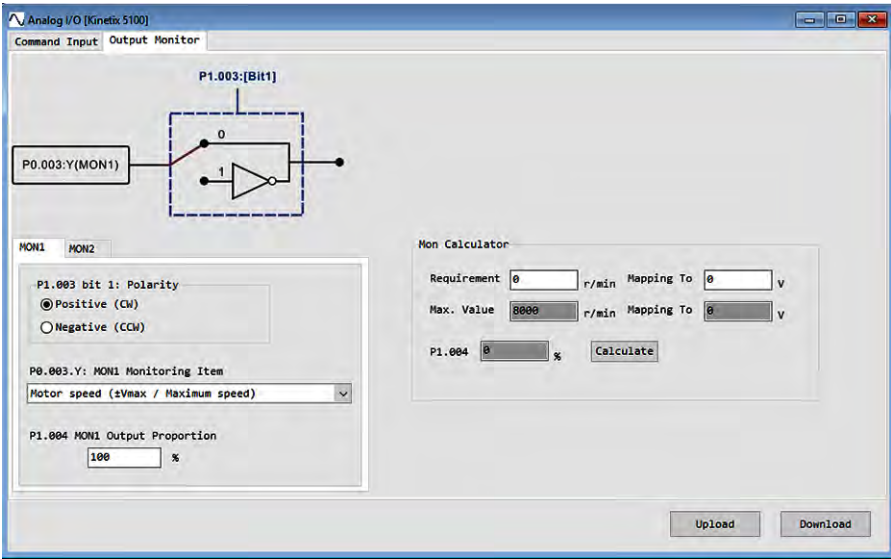 Analog I/O [Kinetix 5100]
Command Input Output Monitor
P1.003:[Bit1]
0
P0.003:Y(MON1)
1
MON1 MON2
P1.003 bit 1: Polarity
Positive (CW)
Negative (CCW)
P0.003.Y: MON1 Monitoring Item
Motor speed (±Vmax / Maximum speed)
P1.004 MON1 Output Proportion
100 %
Mon Calculator
Requirement 0 r/min Mapping To 0 V
Max. Value 8000 r/min Mapping To 0 V
P1.004 0 % Calculate
Upload Download